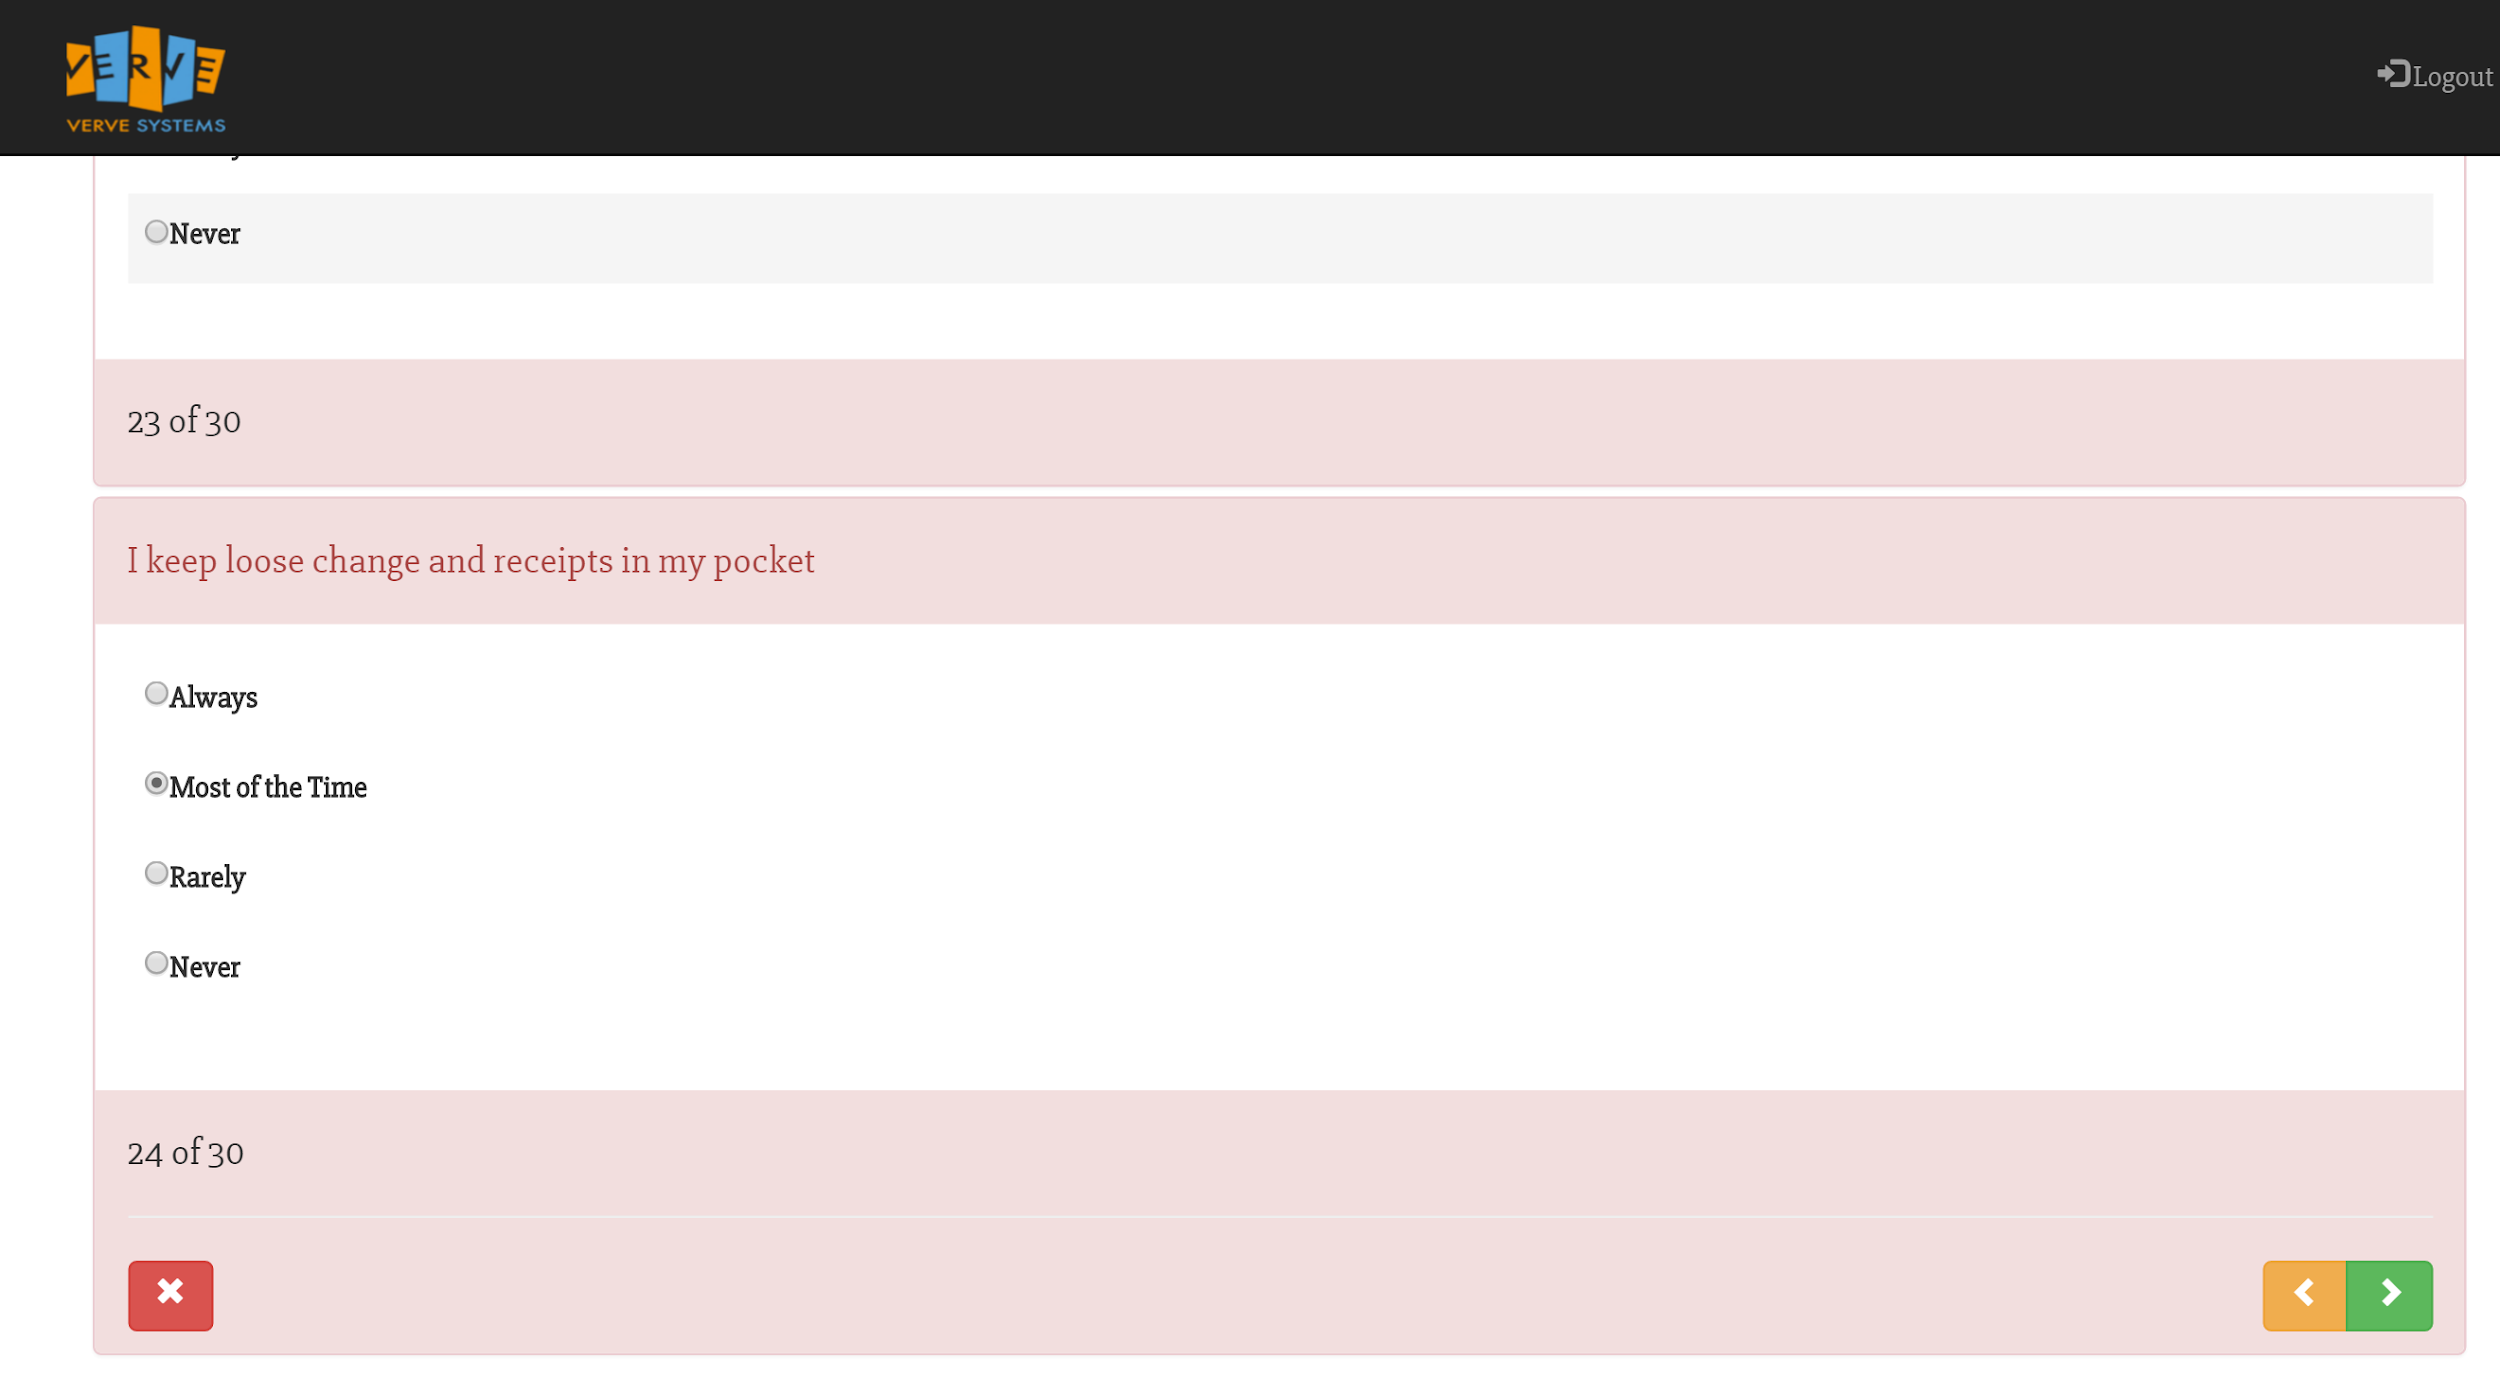 VERVE
VERVE SYSTEMS
Logout
Never
23 of 30
I keep loose change and receipts in my pocket
Always
Most of the Time
Rarely
Never
24 of 30